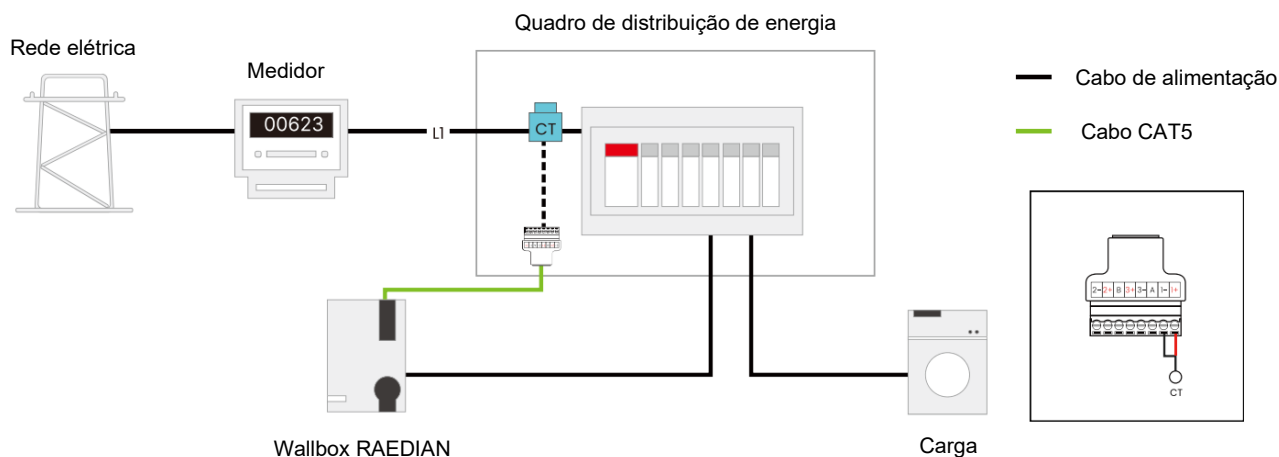 Quadro de distribuição de energia
Rede elétrica
Medidor
00623
L1
CT
Cabo de alimentação
Cabo CAT5
2- 2+ B 3+ 3- A 1- 1+
CT
Wallbox RAEDIAN
Carga